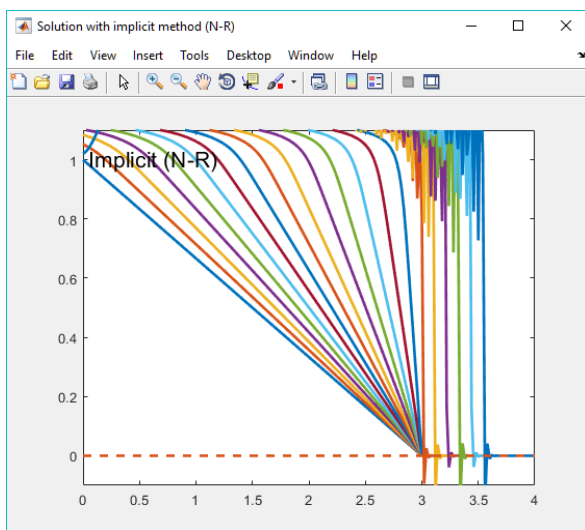 Solution with implicit method (N-R)
File Edit View Insert Tools Desktop Window Help
Implicit (N-R)
1
0.8
0.6
0.4
0.2
0
0 0.5 1 1.5 2 2.5 3 3.5 4